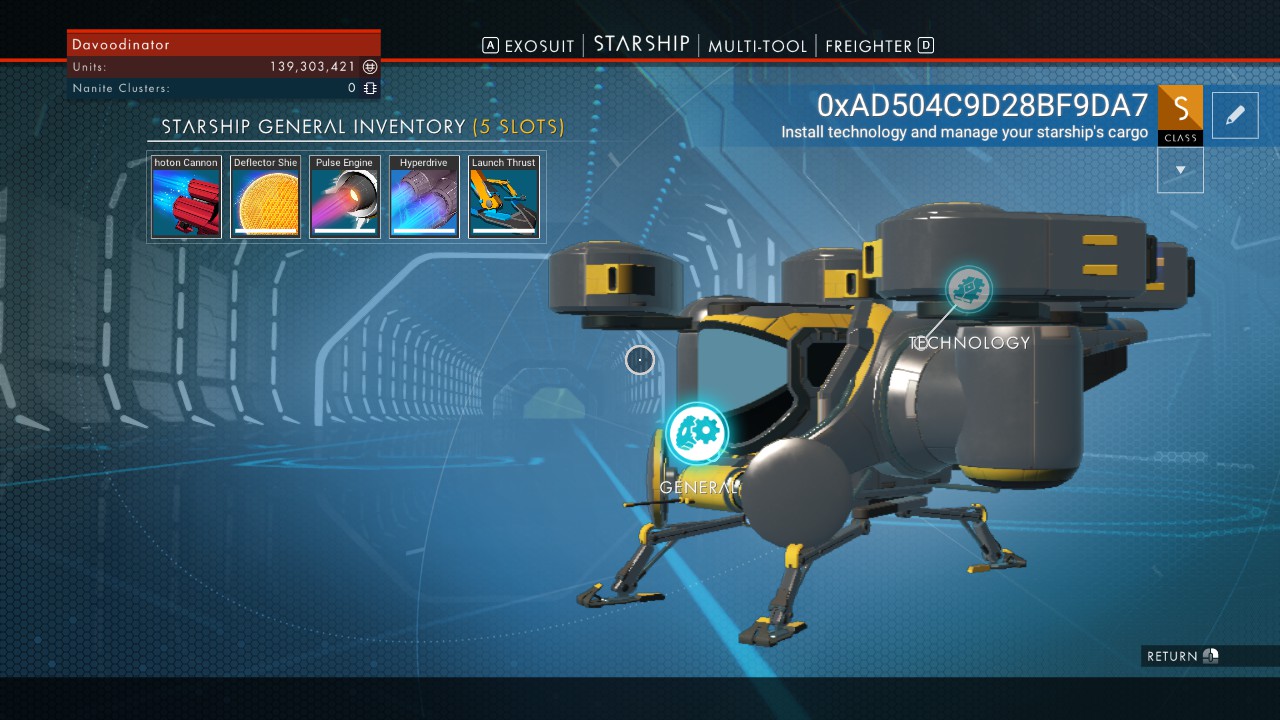 Davoodinator
Units: 139,303,421
Nanite Clusters: 0
A EXOSUIT STARSHIP MULTI-TOOL FREIGHTER D
0xAD504C9D28BF9DA7
Install technology and manage your starship's cargo
S
CLASS
STARSHIP GENERAL INVENTORY (5 SLOTS)
hoton Cannon Deflector Shie Pulse Engine Hyperdrive Launch Thrust
TECHNOLOGY
GENERAL
RETURN